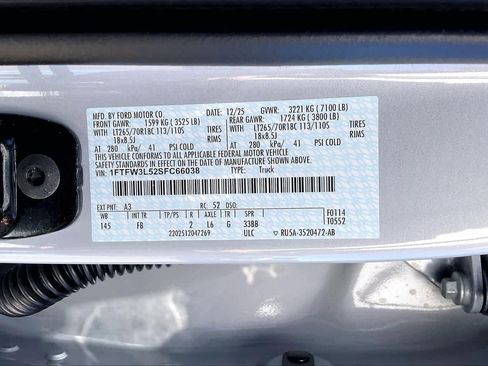 MFD. BY FORD MOTOR CO. DATE: 12/25 GVWR: 3221 KG ( 7100 LB)
FRONT GAWR: 1599 KG ( 3525 LB) REAR GAWR: 1724 KG ( 3800 LB)
WITH LT265/70R18C 113/110S TIRES WITH LT265/70R18C 113/110S TIRES
18x8.5J RIMS 18x8.5J RIMS
AT 280 kPa/ 41 PSI COLD AT 280 kPa/ 41 PSI COLD
THIS VEHICLE CONFORMS TO ALL APPLICABLE FEDERAL MOTOR VEHICLE
SAFETY STANDARDS IN EFFECT ON THE DATE OF MANUFACTURE SHOWN ABOVE.
VIN: 1FTFW3L52SFC66038 TYPE: Truck
EXT PNT: A3 RC: 52 DSO: F0114
WB INT TR TP/PS R AXLE TR SPR T0552
145 FB 2 L6 G 3388
2202512047269 ULC ▽ RU5A-3520472-AB